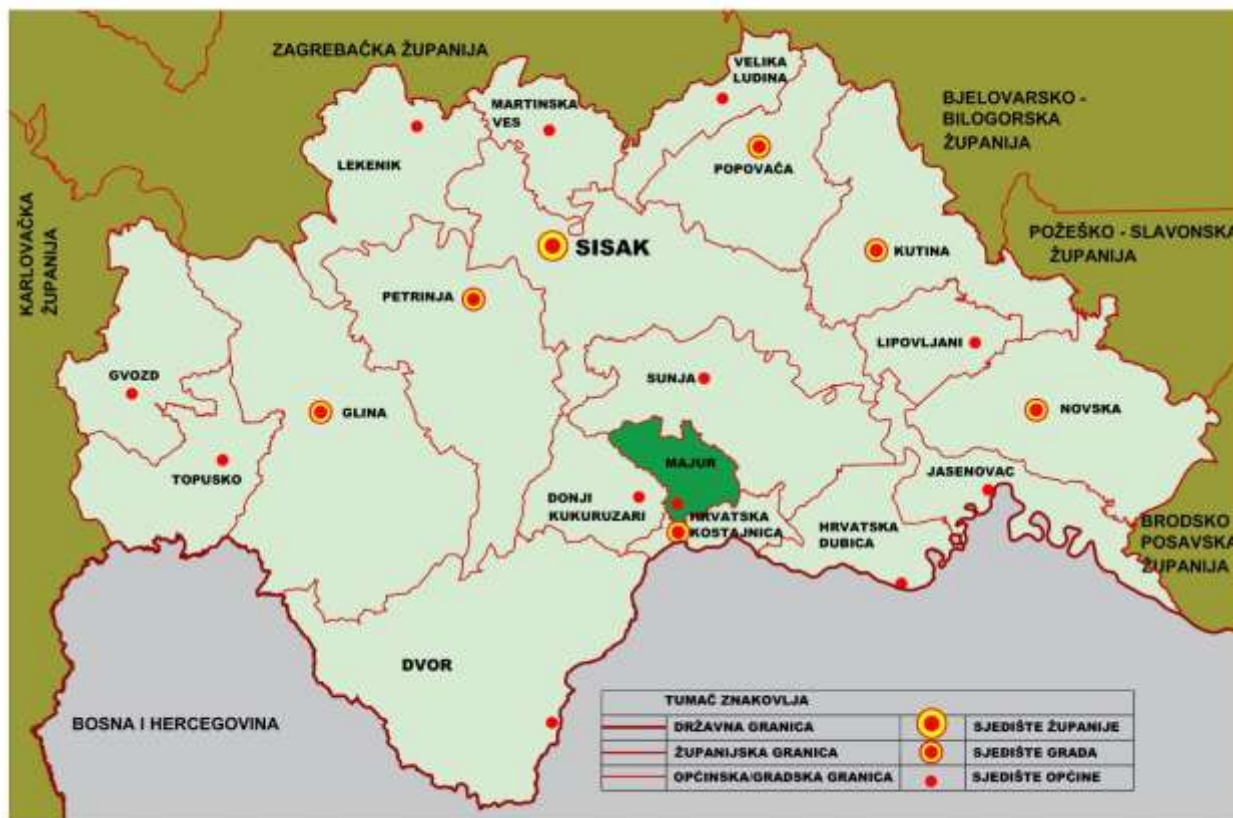 ZAGREBAČKA ŽUPANIJA
VELIKA
LUDINA
MARTINSKA
VES
BJELOVARSKO -
BILOGORSKA
ŽUPANIJA
LEKENIK
POPOVAČA
KARLOVAČKA
ŽUPANIJA
SISAK
KUTINA
POŽEŠKO - SLAVONSKA
ŽUPANIJA
PETRINJA
LIPOVLJANI
GVOZD
SUNJA
GLINA
NOVSKA
MAJUR
TOPUSKO
JASENOVAC
DONJI
KUKURUZARI
HRVATSKA
KOSTAJNICA
HRVATSKA
DUBICA
BRODSKO
POSAVSKA
ŽUPANIJA
DVOR
BOSNA I HERCEGOVINA
TUMAČ ZNAKOVLJA
DRŽAVNA GRANICA
SJEDIŠTE ŽUPANIJE
ŽUPANIJSKA GRANICA
SJEDIŠTE GRADA
OPĆINSKA/GRADSKA GRANICA
SJEDIŠTE OPĆINE